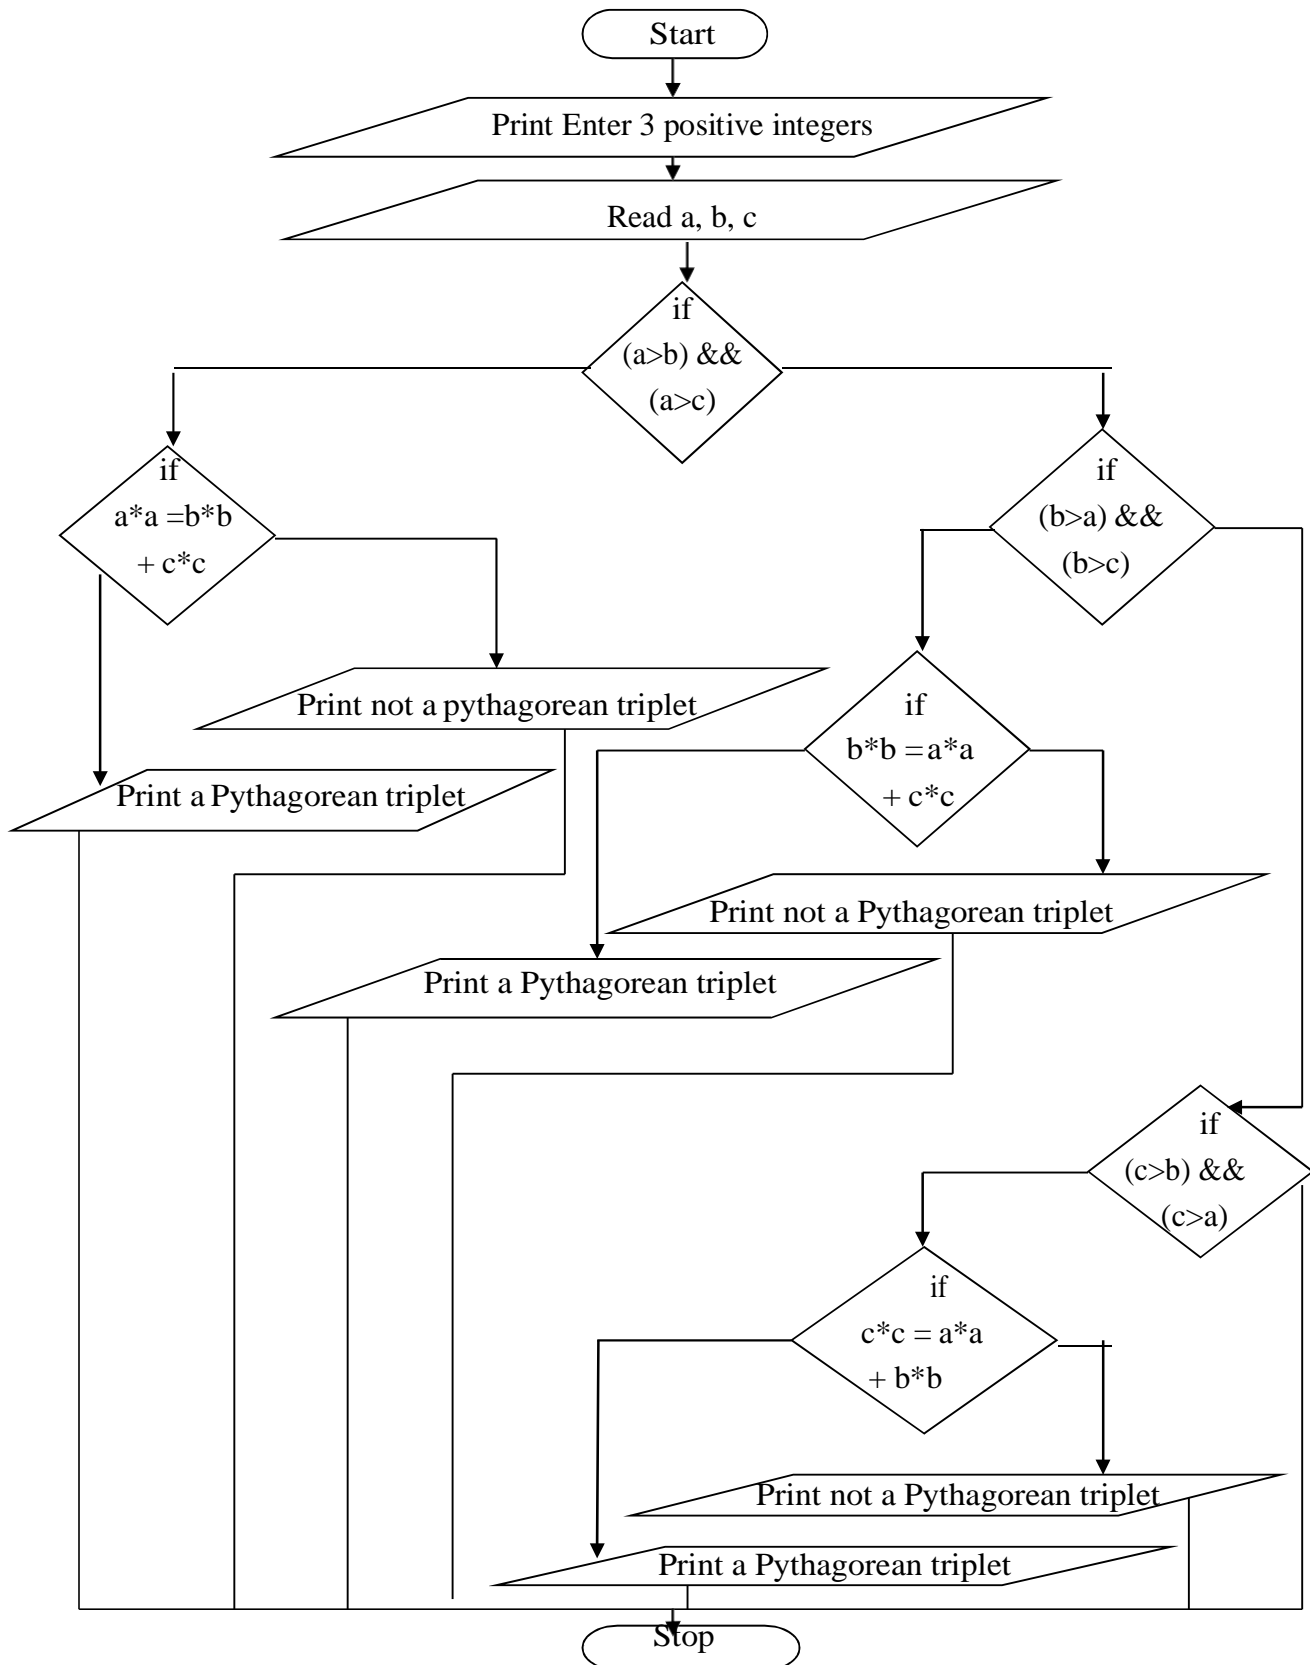 Start
Print Enter 3 positive integers
Read a, b, c
if
(a>b) &&
(a>c)
if
a*a =b*b
+ c*c
if
(b>a) &&
(b>c)
Print not a pythagorean triplet
Print a Pythagorean triplet
if
b*b = a*a
+ c*c
Print not a Pythagorean triplet
Print a Pythagorean triplet
if
(c>b) &&
(c>a)
if
c*c = a*a
+ b*b
Print not a Pythagorean triplet
Print a Pythagorean triplet
Stop